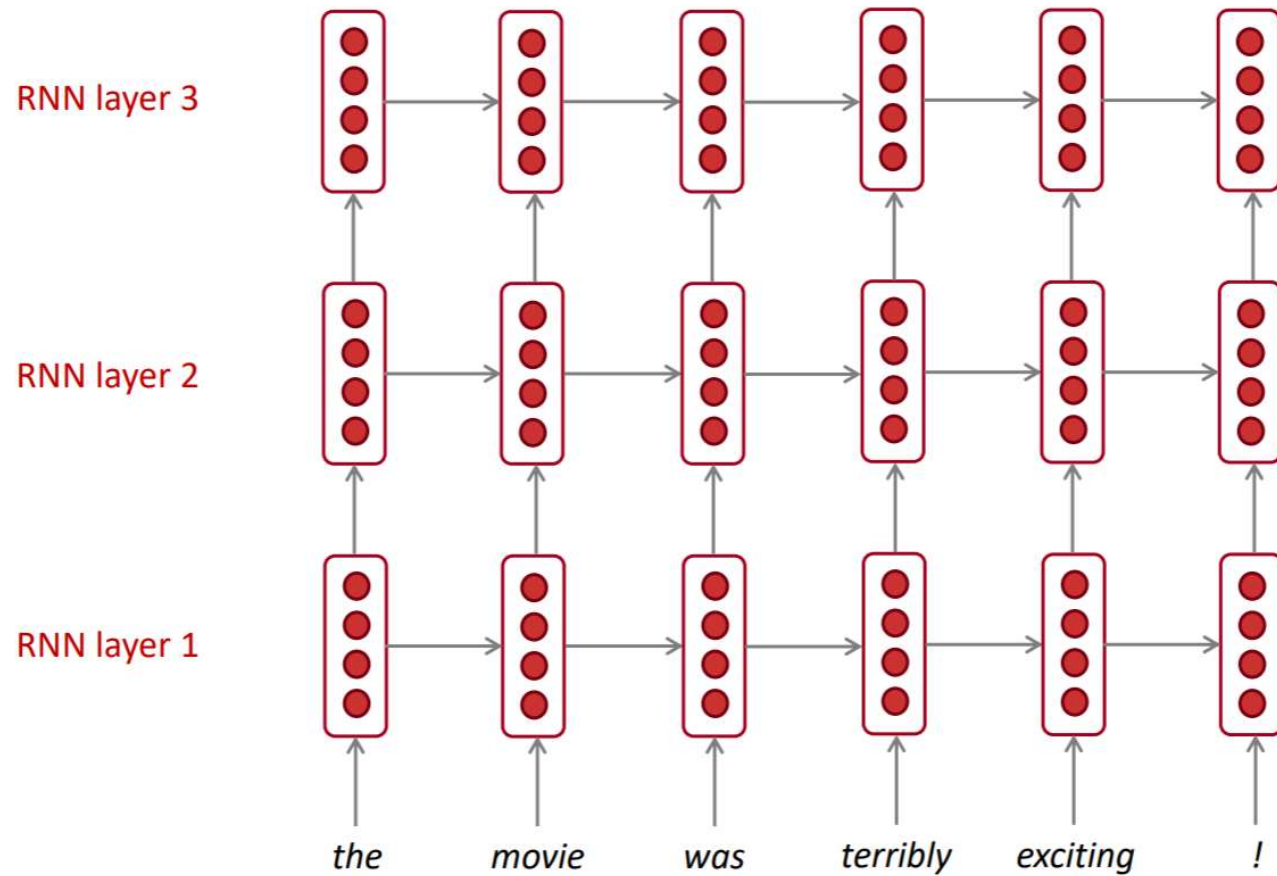 RNN layer 3
RNN layer 2
RNN layer 1
the movie was terribly exciting !